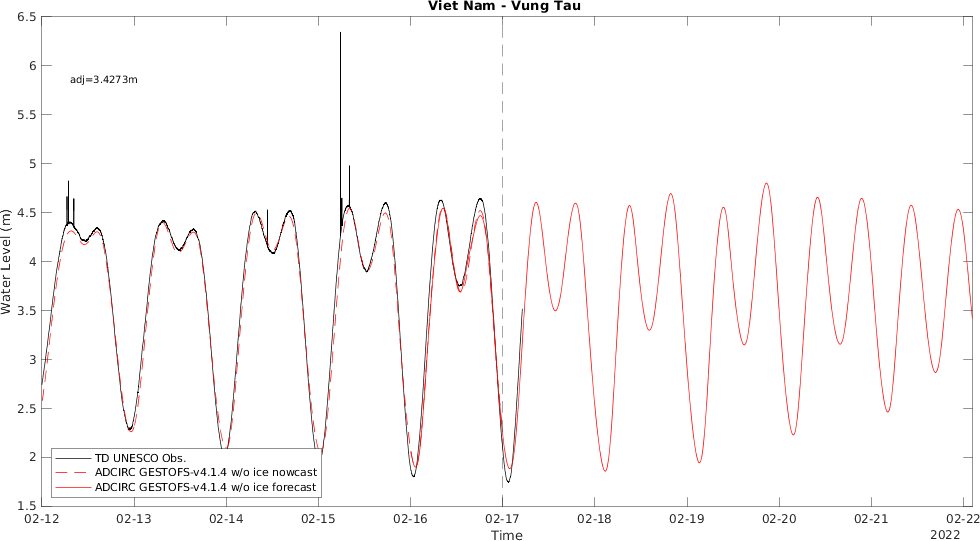 Viet Nam - Vung Tau
6.5
6
5.5
5
4.5
4
3.5
3
2.5
2
1.5
Water Level (m)
adj=3.4273m
TD UNESCO Obs.
ADCIRC GESTOFS-v4.1.4 w/o ice nowcast
ADCIRC GESTOFS-v4.1.4 w/o ice forecast
02-12 02-13 02-14 02-15 02-16 02-17 02-18 02-19 02-20 02-21 02-22
Time
2022